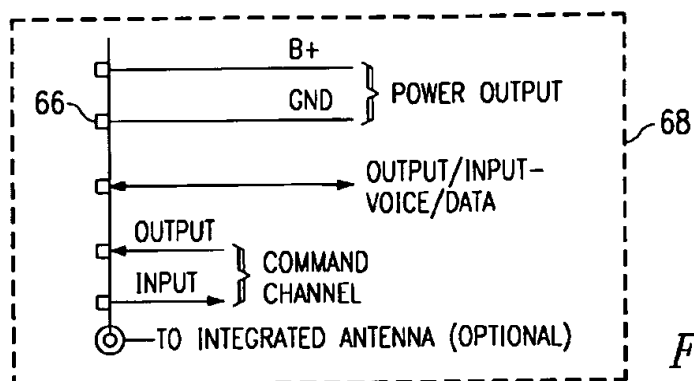 B+
66
GND
POWER OUTPUT
68
OUTPUT/INPUT-
VOICE/DATA
OUTPUT
INPUT
COMMAND
CHANNEL
TO INTEGRATED ANTENNA (OPTIONAL)
F